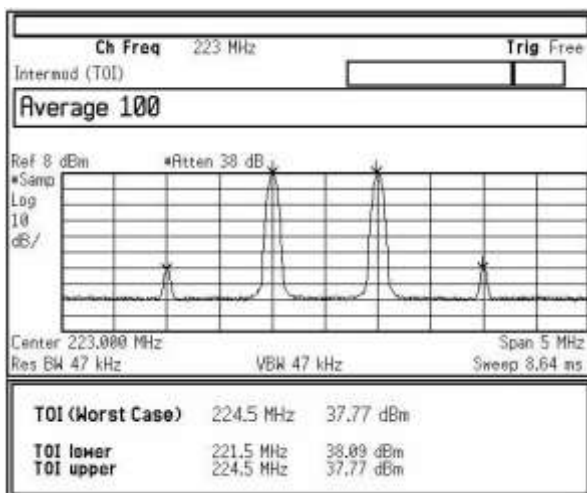 Ch Freq 223 MHz Trig Free
Intermod (TOI)
Average 100
Ref 8 dBm *Atten 38 dB
*Samp
Log
10
dB/
Center 223.000 MHz Span 5 MHz
Res BW 47 kHz VBW 47 kHz Sweep 8.64 ms
TOI (Worst Case) 224.5 MHz 37.77 dBm
TOI lower 221.5 MHz 38.09 dBm
TOI upper 224.5 MHz 37.77 dBm